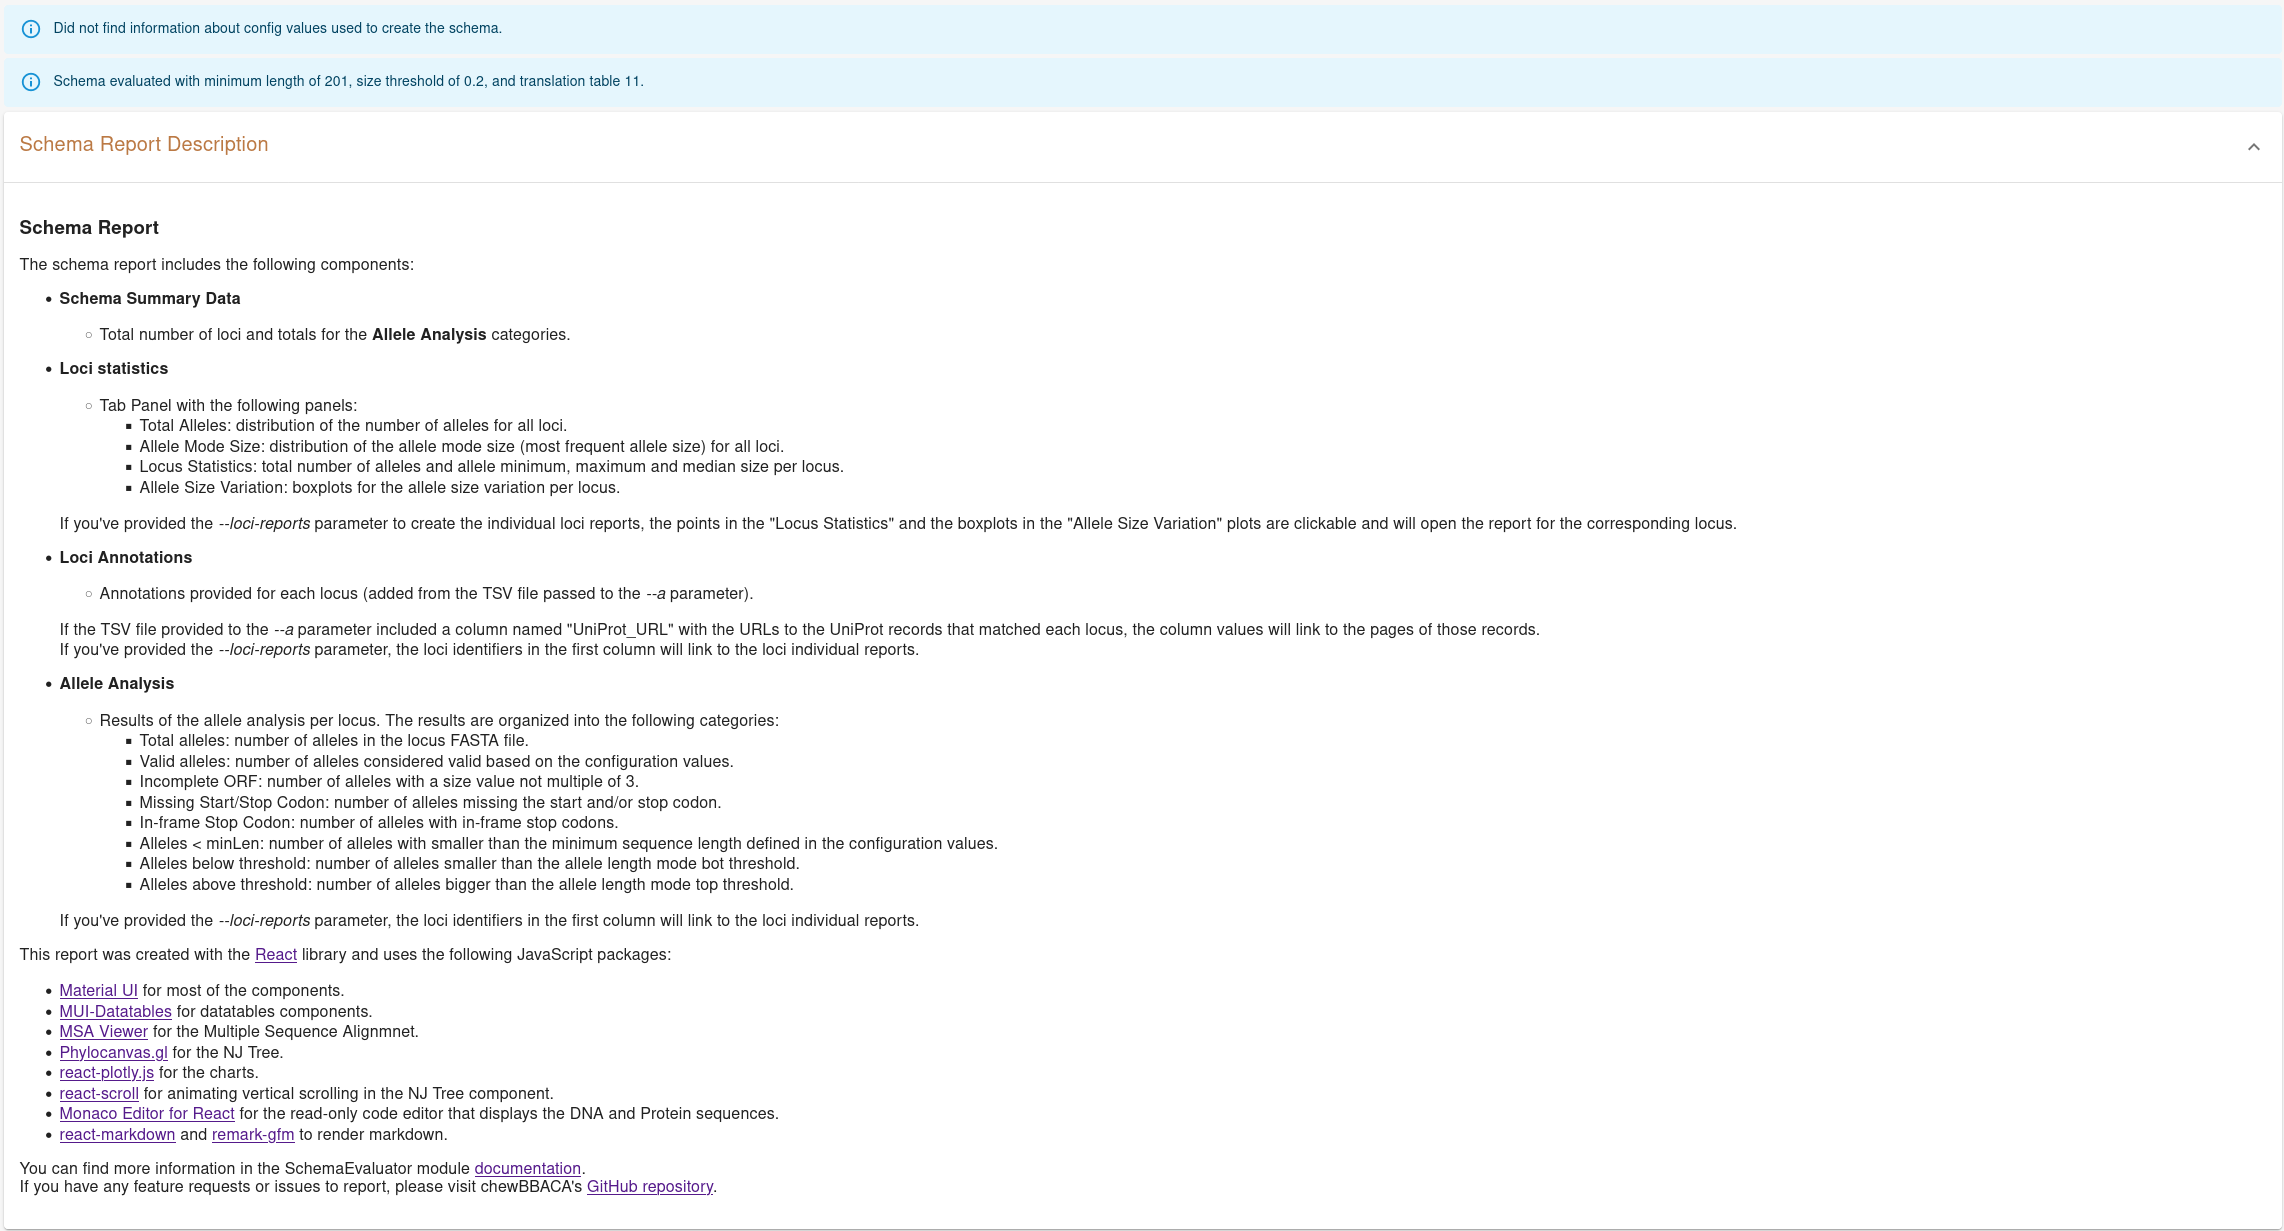 Did not find information about config values used to create the schema.
Schema evaluated with minimum length of 201, size threshold of 0.2, and translation table 11.
Schema Report Description
Schema Report
The schema report includes the following components:
• Schema Summary Data
○ Total number of loci and totals for the Allele Analysis categories.
• Loci statistics
○ Tab Panel with the following panels:
▪ Total Alleles: distribution of the number of alleles for all loci.
▪ Allele Mode Size: distribution of the allele mode size (most frequent allele size) for all loci.
▪ Locus Statistics: total number of alleles and allele minimum, maximum and median size per locus.
▪ Allele Size Variation: boxplots for the allele size variation per locus.
If you've provided the --loci-reports parameter to create the individual loci reports, the points in the "Locus Statistics" and the boxplots in the "Allele Size Variation" plots are clickable and will open the report for the corresponding locus.
• Loci Annotations
○ Annotations provided for each locus (added from the TSV file passed to the --a parameter).
If the TSV file provided to the --a parameter included a column named "UniProt_URL" with the URLs to the UniProt records that matched each locus, the column values will link to the pages of those records.
If you've provided the --loci-reports parameter, the loci identifiers in the first column will link to the loci individual reports.
• Allele Analysis
○ Results of the allele analysis per locus. The results are organized into the following categories:
▪ Total alleles: number of alleles in the locus FASTA file.
▪ Valid alleles: number of alleles considered valid based on the configuration values.
▪ Incomplete ORF: number of alleles with a size value not multiple of 3.
▪ Missing Start/Stop Codon: number of alleles missing the start and/or stop codon.
▪ In-frame Stop Codon: number of alleles with in-frame stop codons.
▪ Alleles < minLen: number of alleles with smaller than the minimum sequence length defined in the configuration values.
▪ Alleles below threshold: number of alleles smaller than the allele length mode bot threshold.
▪ Alleles above threshold: number of alleles bigger than the allele length mode top threshold.
If you've provided the --loci-reports parameter, the loci identifiers in the first column will link to the loci individual reports.
This report was created with the React library and uses the following JavaScript packages:
• Material UI for most of the components.
• MUI-Datatables for datatables components.
• MSA Viewer for the Multiple Sequence Alignmnet.
• Phylocanvas.gl for the NJ Tree.
• react-plotly.js for the charts.
• react-scroll for animating vertical scrolling in the NJ Tree component.
• Monaco Editor for React for the read-only code editor that displays the DNA and Protein sequences.
• react-markdown and remark-gfm to render markdown.
You can find more information in the SchemaEvaluator module documentation.
If you have any feature requests or issues to report, please visit chewBBACA's GitHub repository.